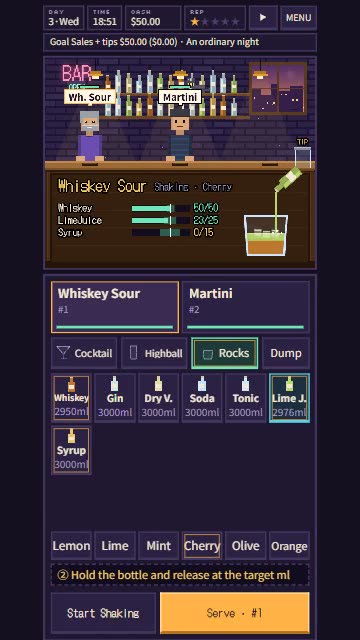 DAY
3·Wed
TIME
18:51
CASH
$50.00
REP
MENU
Goal Sales + tips $50.00 ($0.00) · An ordinary night
BAR
Wh. Sour
Martini
TIP
Whiskey Sour Shaking · Cherry
Whiskey 50/50
LimeJuice 23/25
Syrup 0/15
Whiskey Sour
#1
Martini
#2
Cocktail
Highball
Rocks
Dump
Whiskey
2950ml
Gin
3000ml
Dry V.
3000ml
Soda
3000ml
Tonic
3000ml
Lime J.
2976ml
Syrup
3000ml
Lemon
Lime
Mint
Cherry
Olive
Orange
② Hold the bottle and release at the target ml
Start Shaking
Serve · #1